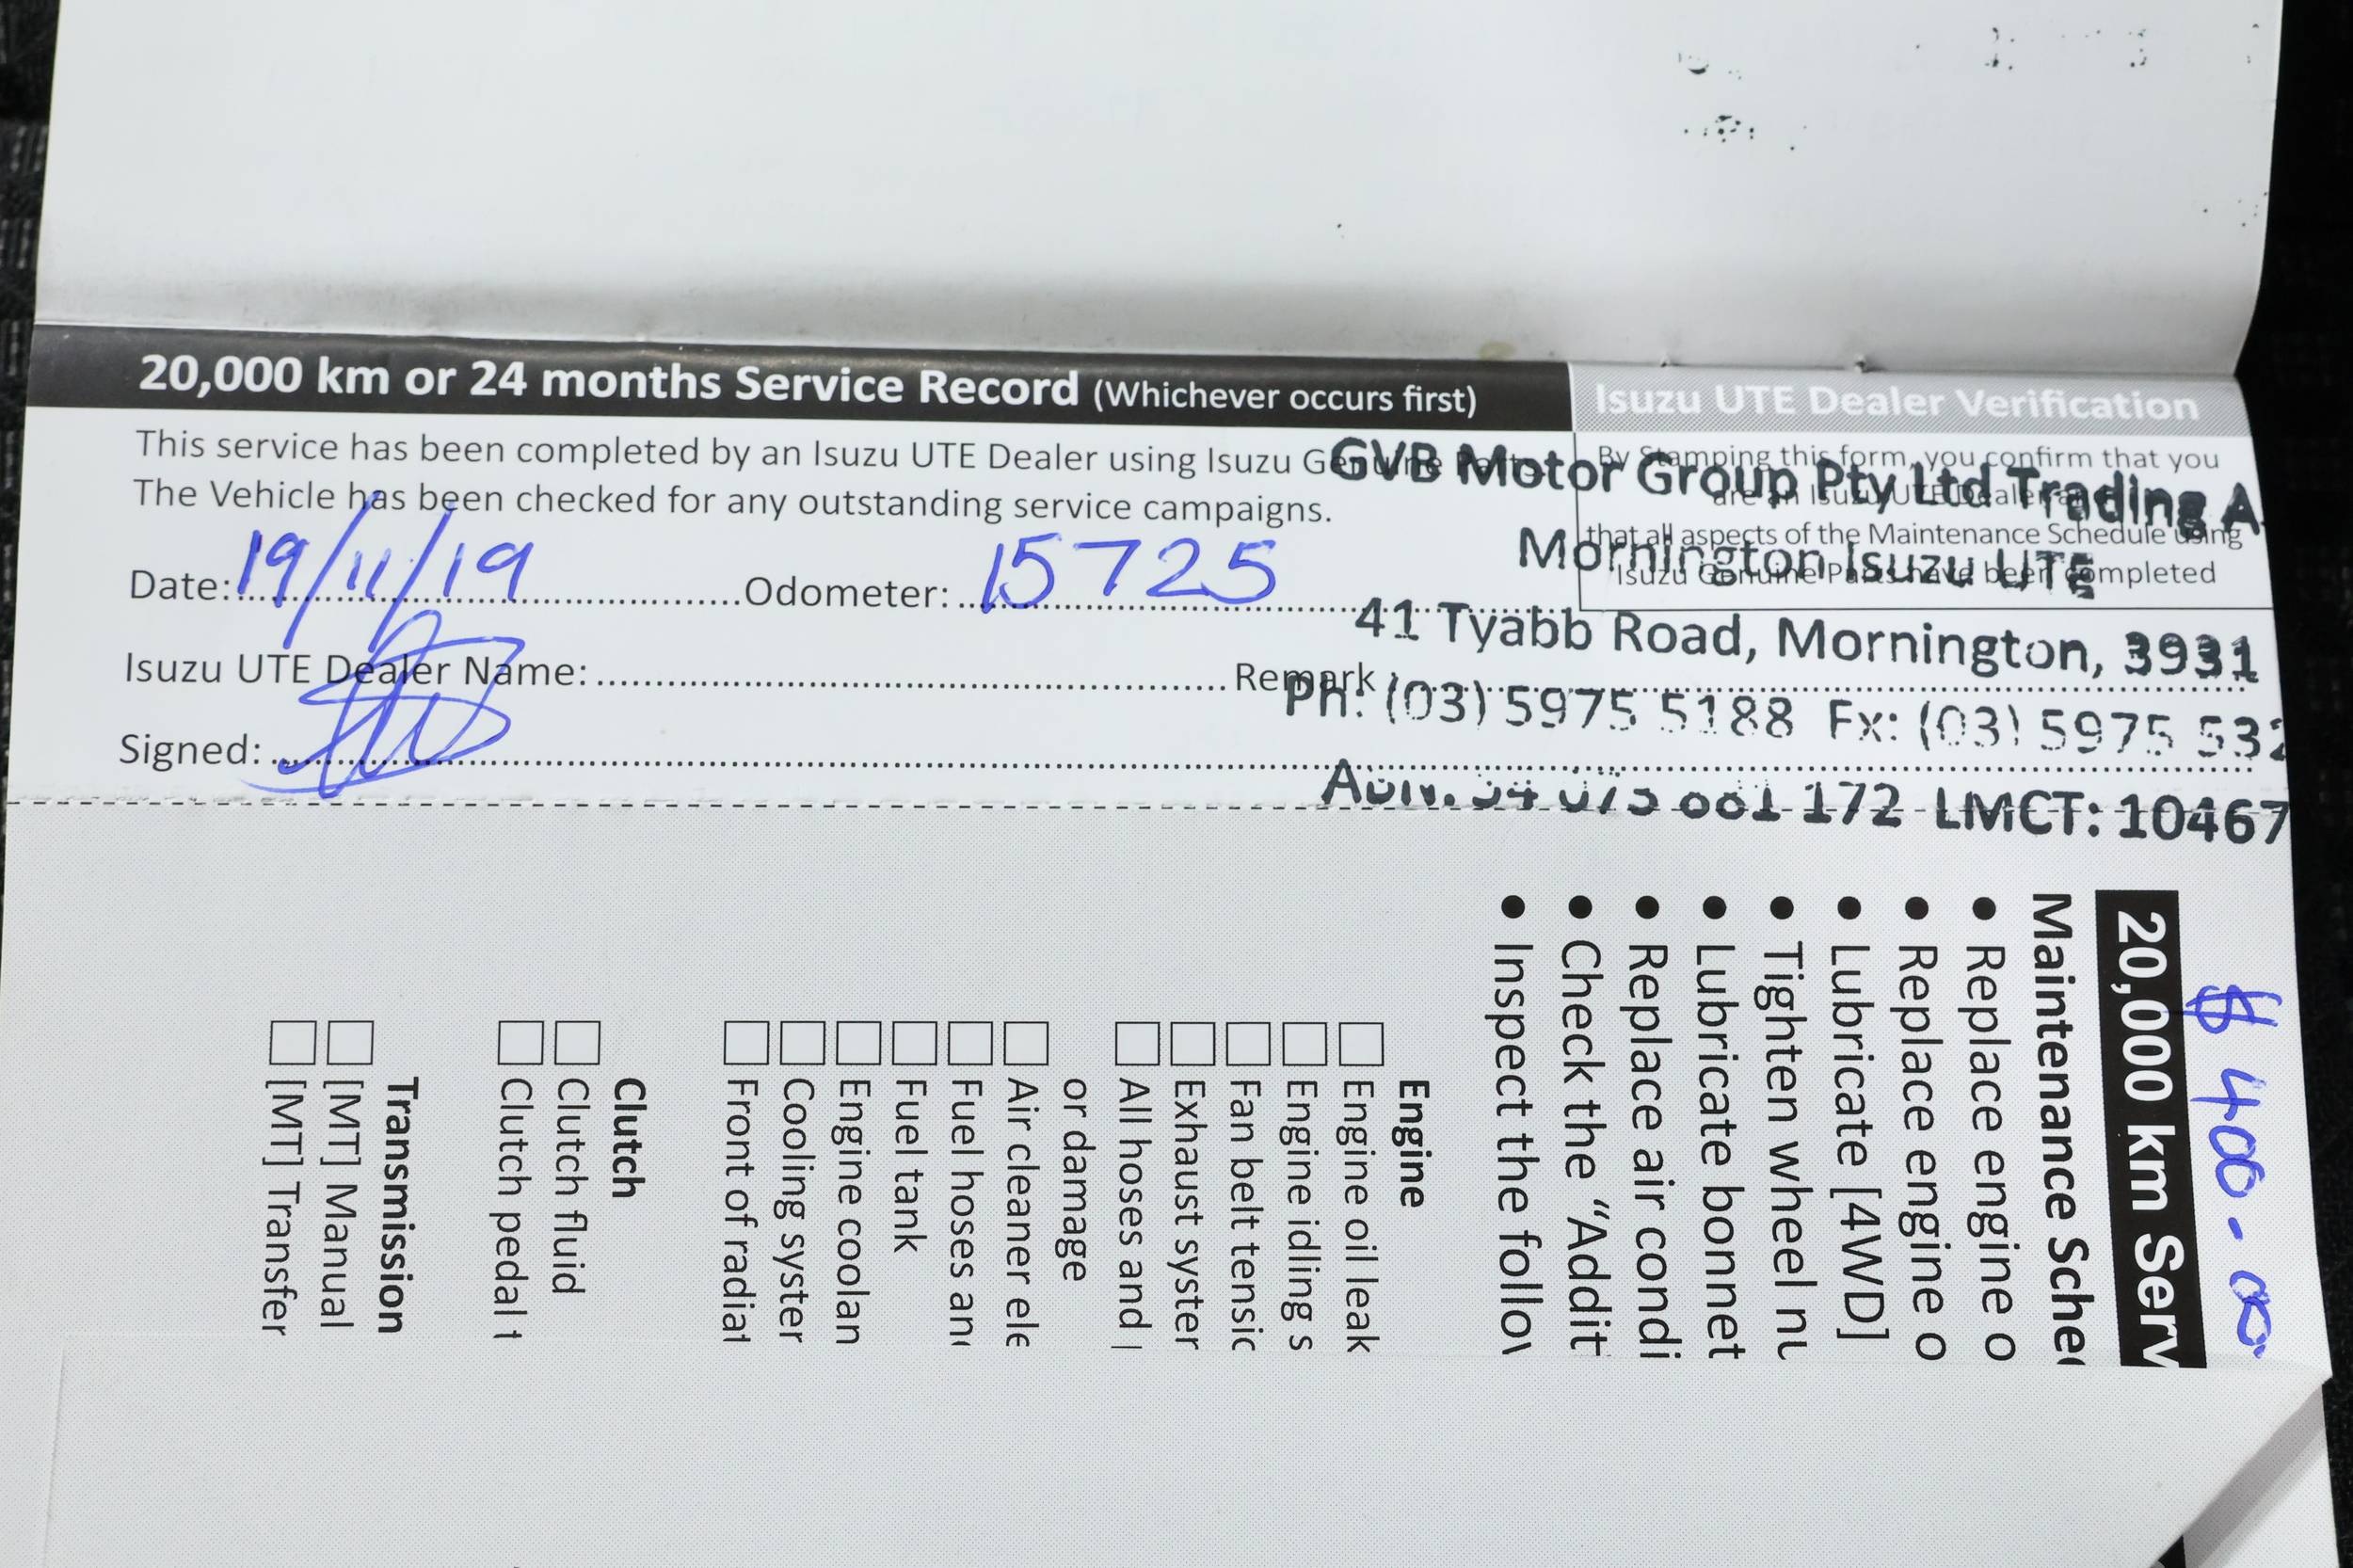 20,000 km or 24 months Service Record (Whichever occurs first)
Isuzu UTE Dealer Verification
This service has been completed by an Isuzu UTE Dealer using Isuzu Genuine Parts.
The Vehicle has been checked for any outstanding service campaigns.
By Stamping this form, you confirm that you
are an Isuzu UTE Dealer
that all aspects of the Maintenance Schedule using
Isuzu Genuine Parts have been completed
GVB Motor Group Pty Ltd Trading A
Mornington Isuzu UTE
41 Tyabb Road, Mornington, 3931
Ph: (03) 5975 5188 Fx: (03) 5975 532
172 LMCT: 10467
Date: 19/11/19 Odometer: 15725
Isuzu UTE Dealer Name: Remark :
Signed:
$400-00
20,000 km Serv
Maintenance Sche
• Replace engine o
• Replace engine o
• Lubricate [4WD]
• Tighten wheel nu
• Lubricate bonnet
• Replace air condi
• Check the "Addit
• Inspect the follow
Engine
Engine oil leak
Engine idling s
Fan belt tensio
Exhaust system
All hoses and
or damage
Air cleaner ele
Fuel hoses and
Fuel tank
Engine coolan
Cooling system
Front of radiat
Clutch
Clutch fluid
Clutch pedal t
Transmission
[MT] Manual
[MT] Transfer